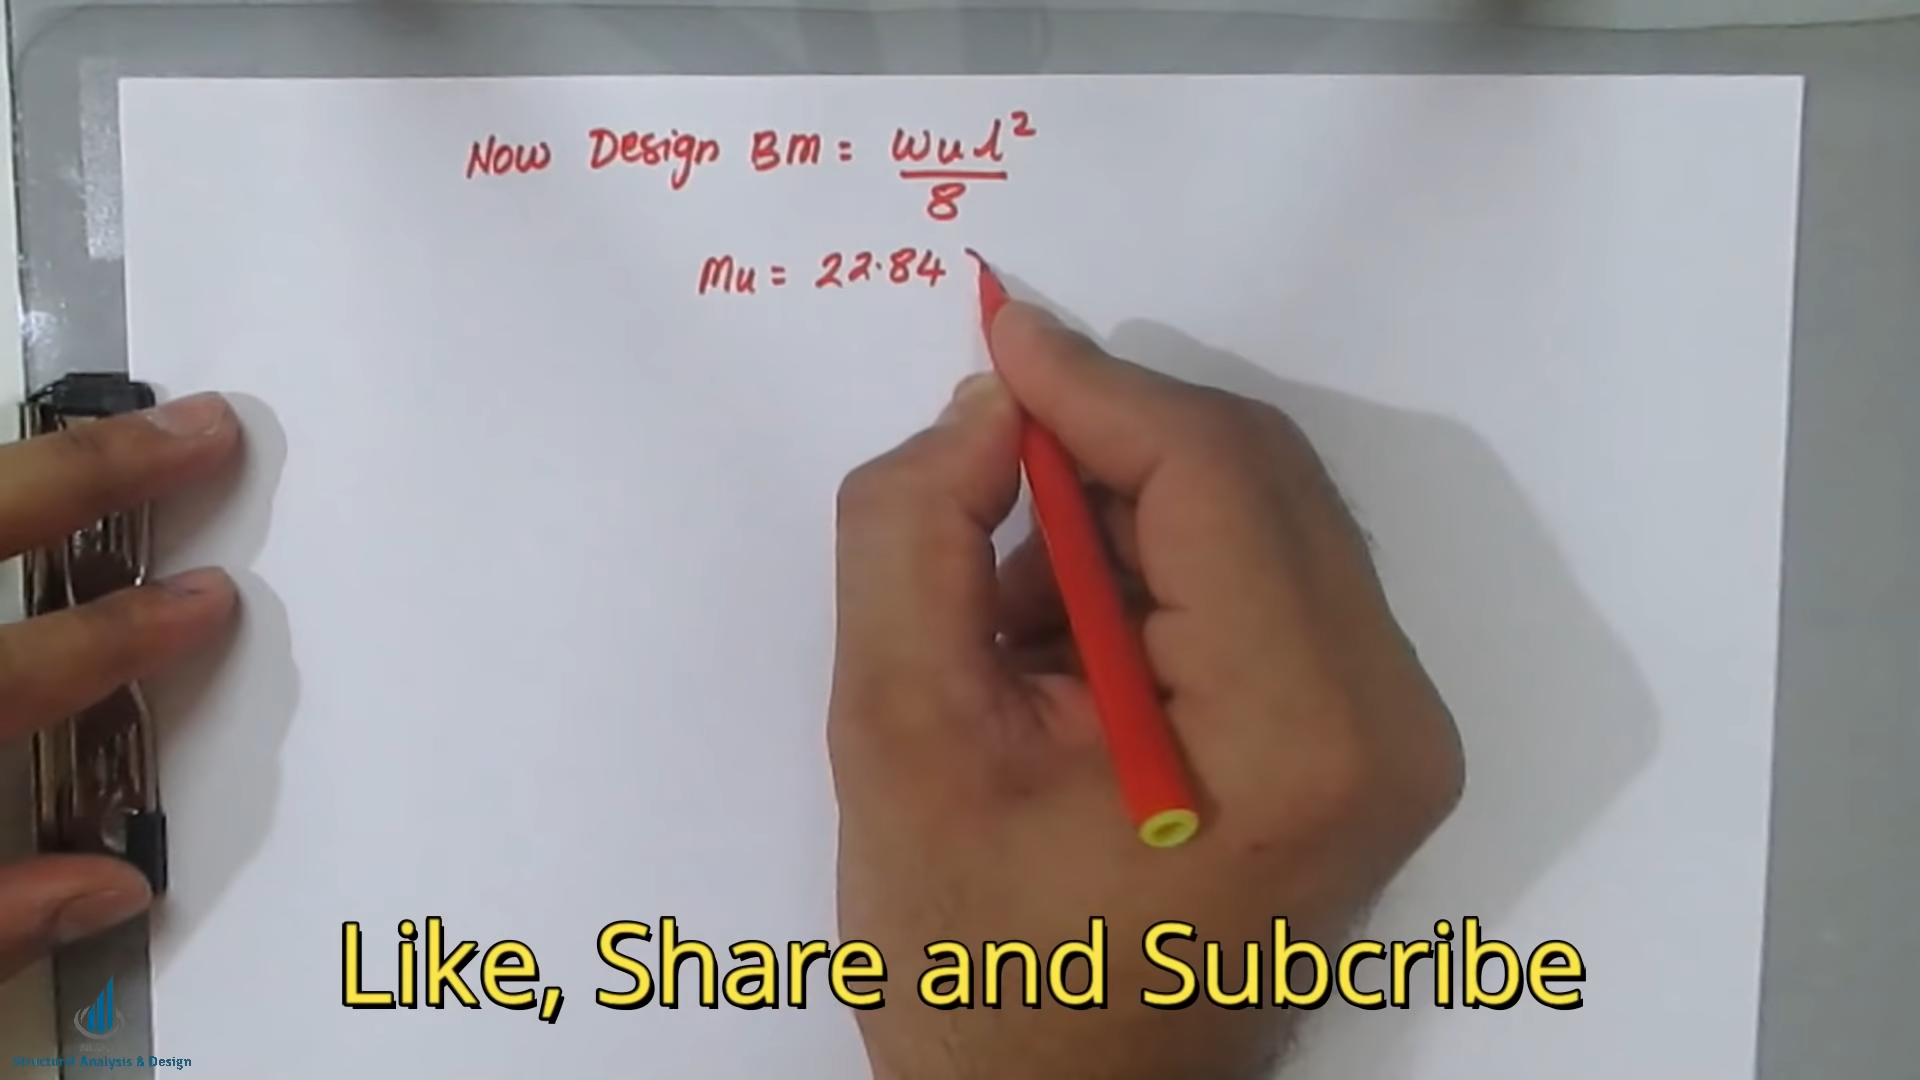 Now Design BM = wul²/8
Mu = 22.84
Like, Share and Subcribe
Structural Analysis & Design